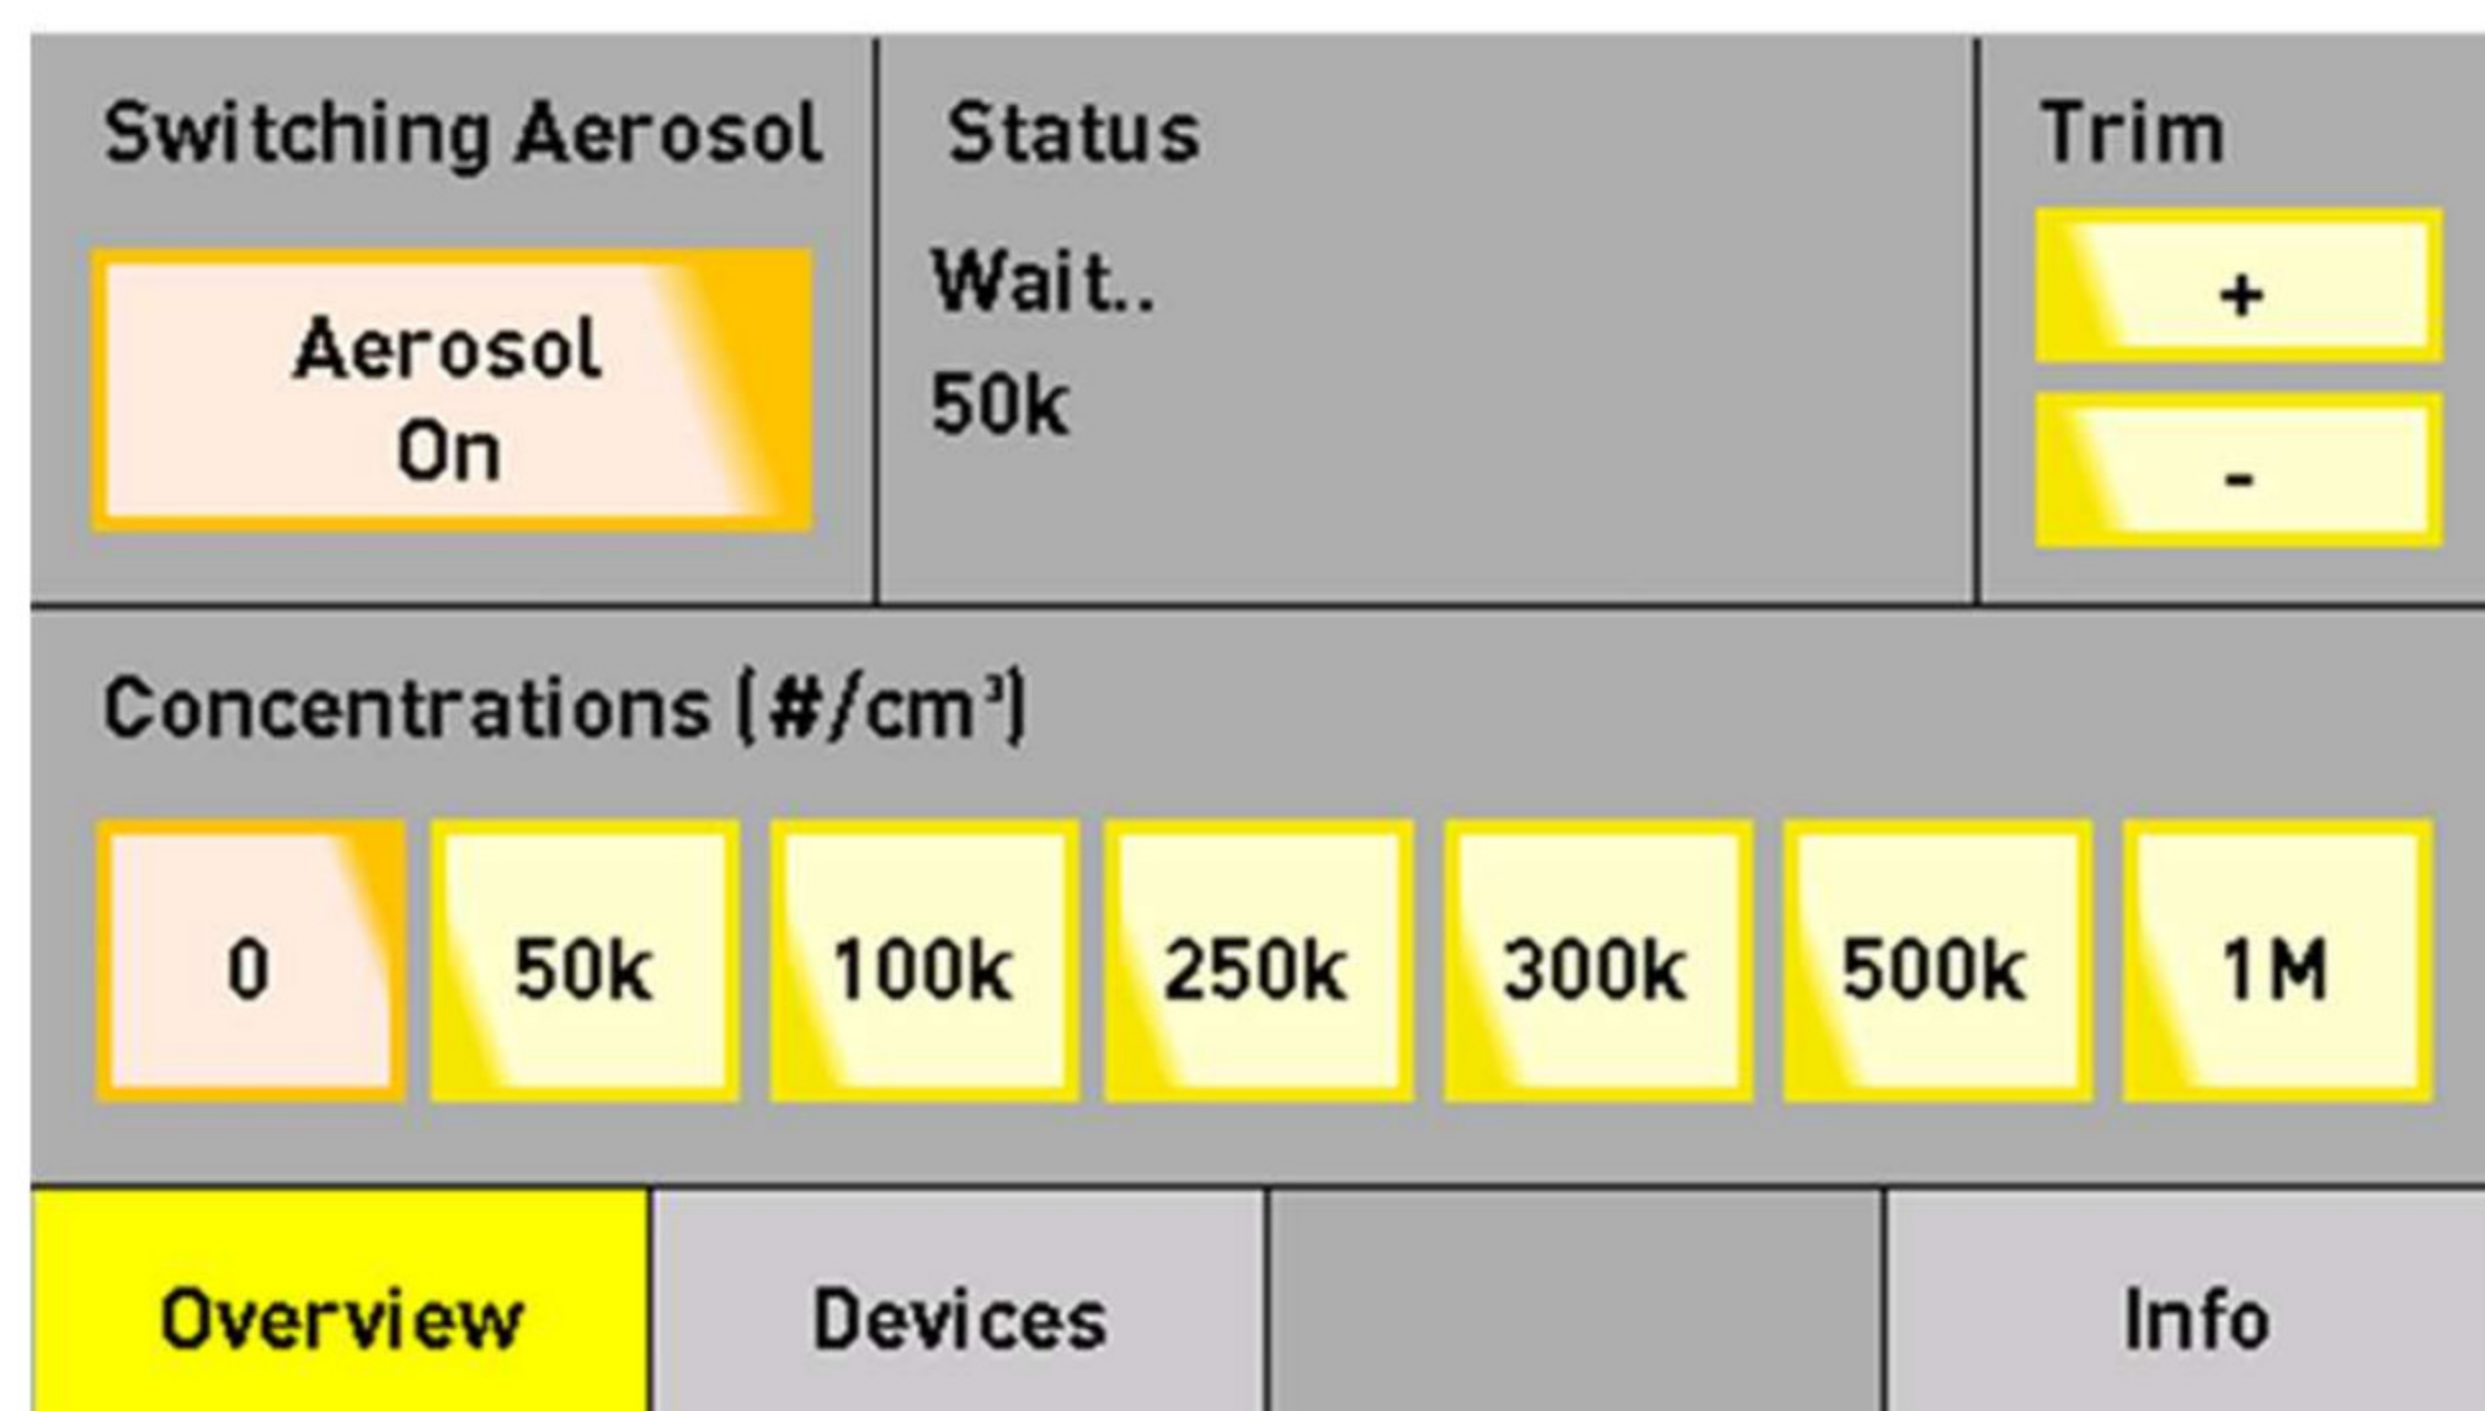 Switching Aerosol
Aerosol
On
Status
Wait..
50k
Trim
+
-
Concentrations (#/cm³)
0
50k
100k
250k
300k
500k
1M
Overview
Devices
Info